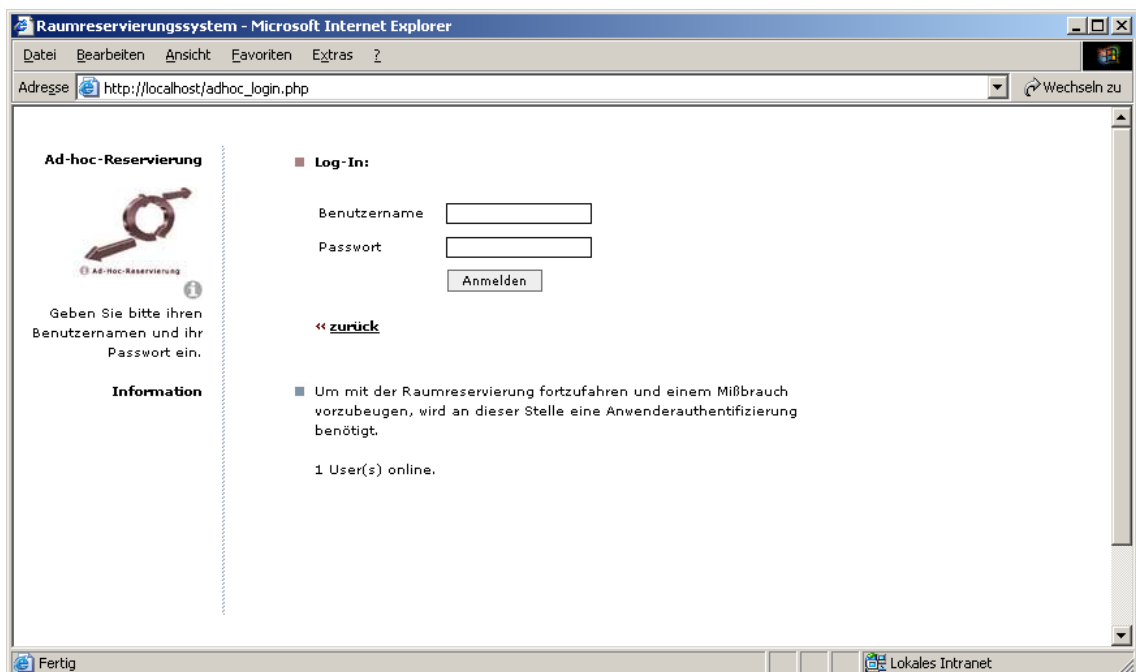 Raumreservierungssystem - Microsoft Internet Explorer
Datei Bearbeiten Ansicht Favoriten Extras ?
Adresse http://localhost/adhoc_login.php Wechseln zu
Ad-hoc-Reservierung
Ad-Hoc-Reservierung
Geben Sie bitte ihren
Benutzernamen und ihr
Passwort ein.
Log-In:
Benutzername
Passwort
Anmelden
« zurück
Information
Um mit der Raumreservierung fortzufahren und einem Mißbrauch
vorzubeugen, wird an dieser Stelle eine Anwenderauthentifizierung
benötigt.
1 User(s) online.
Fertig Lokales Intranet